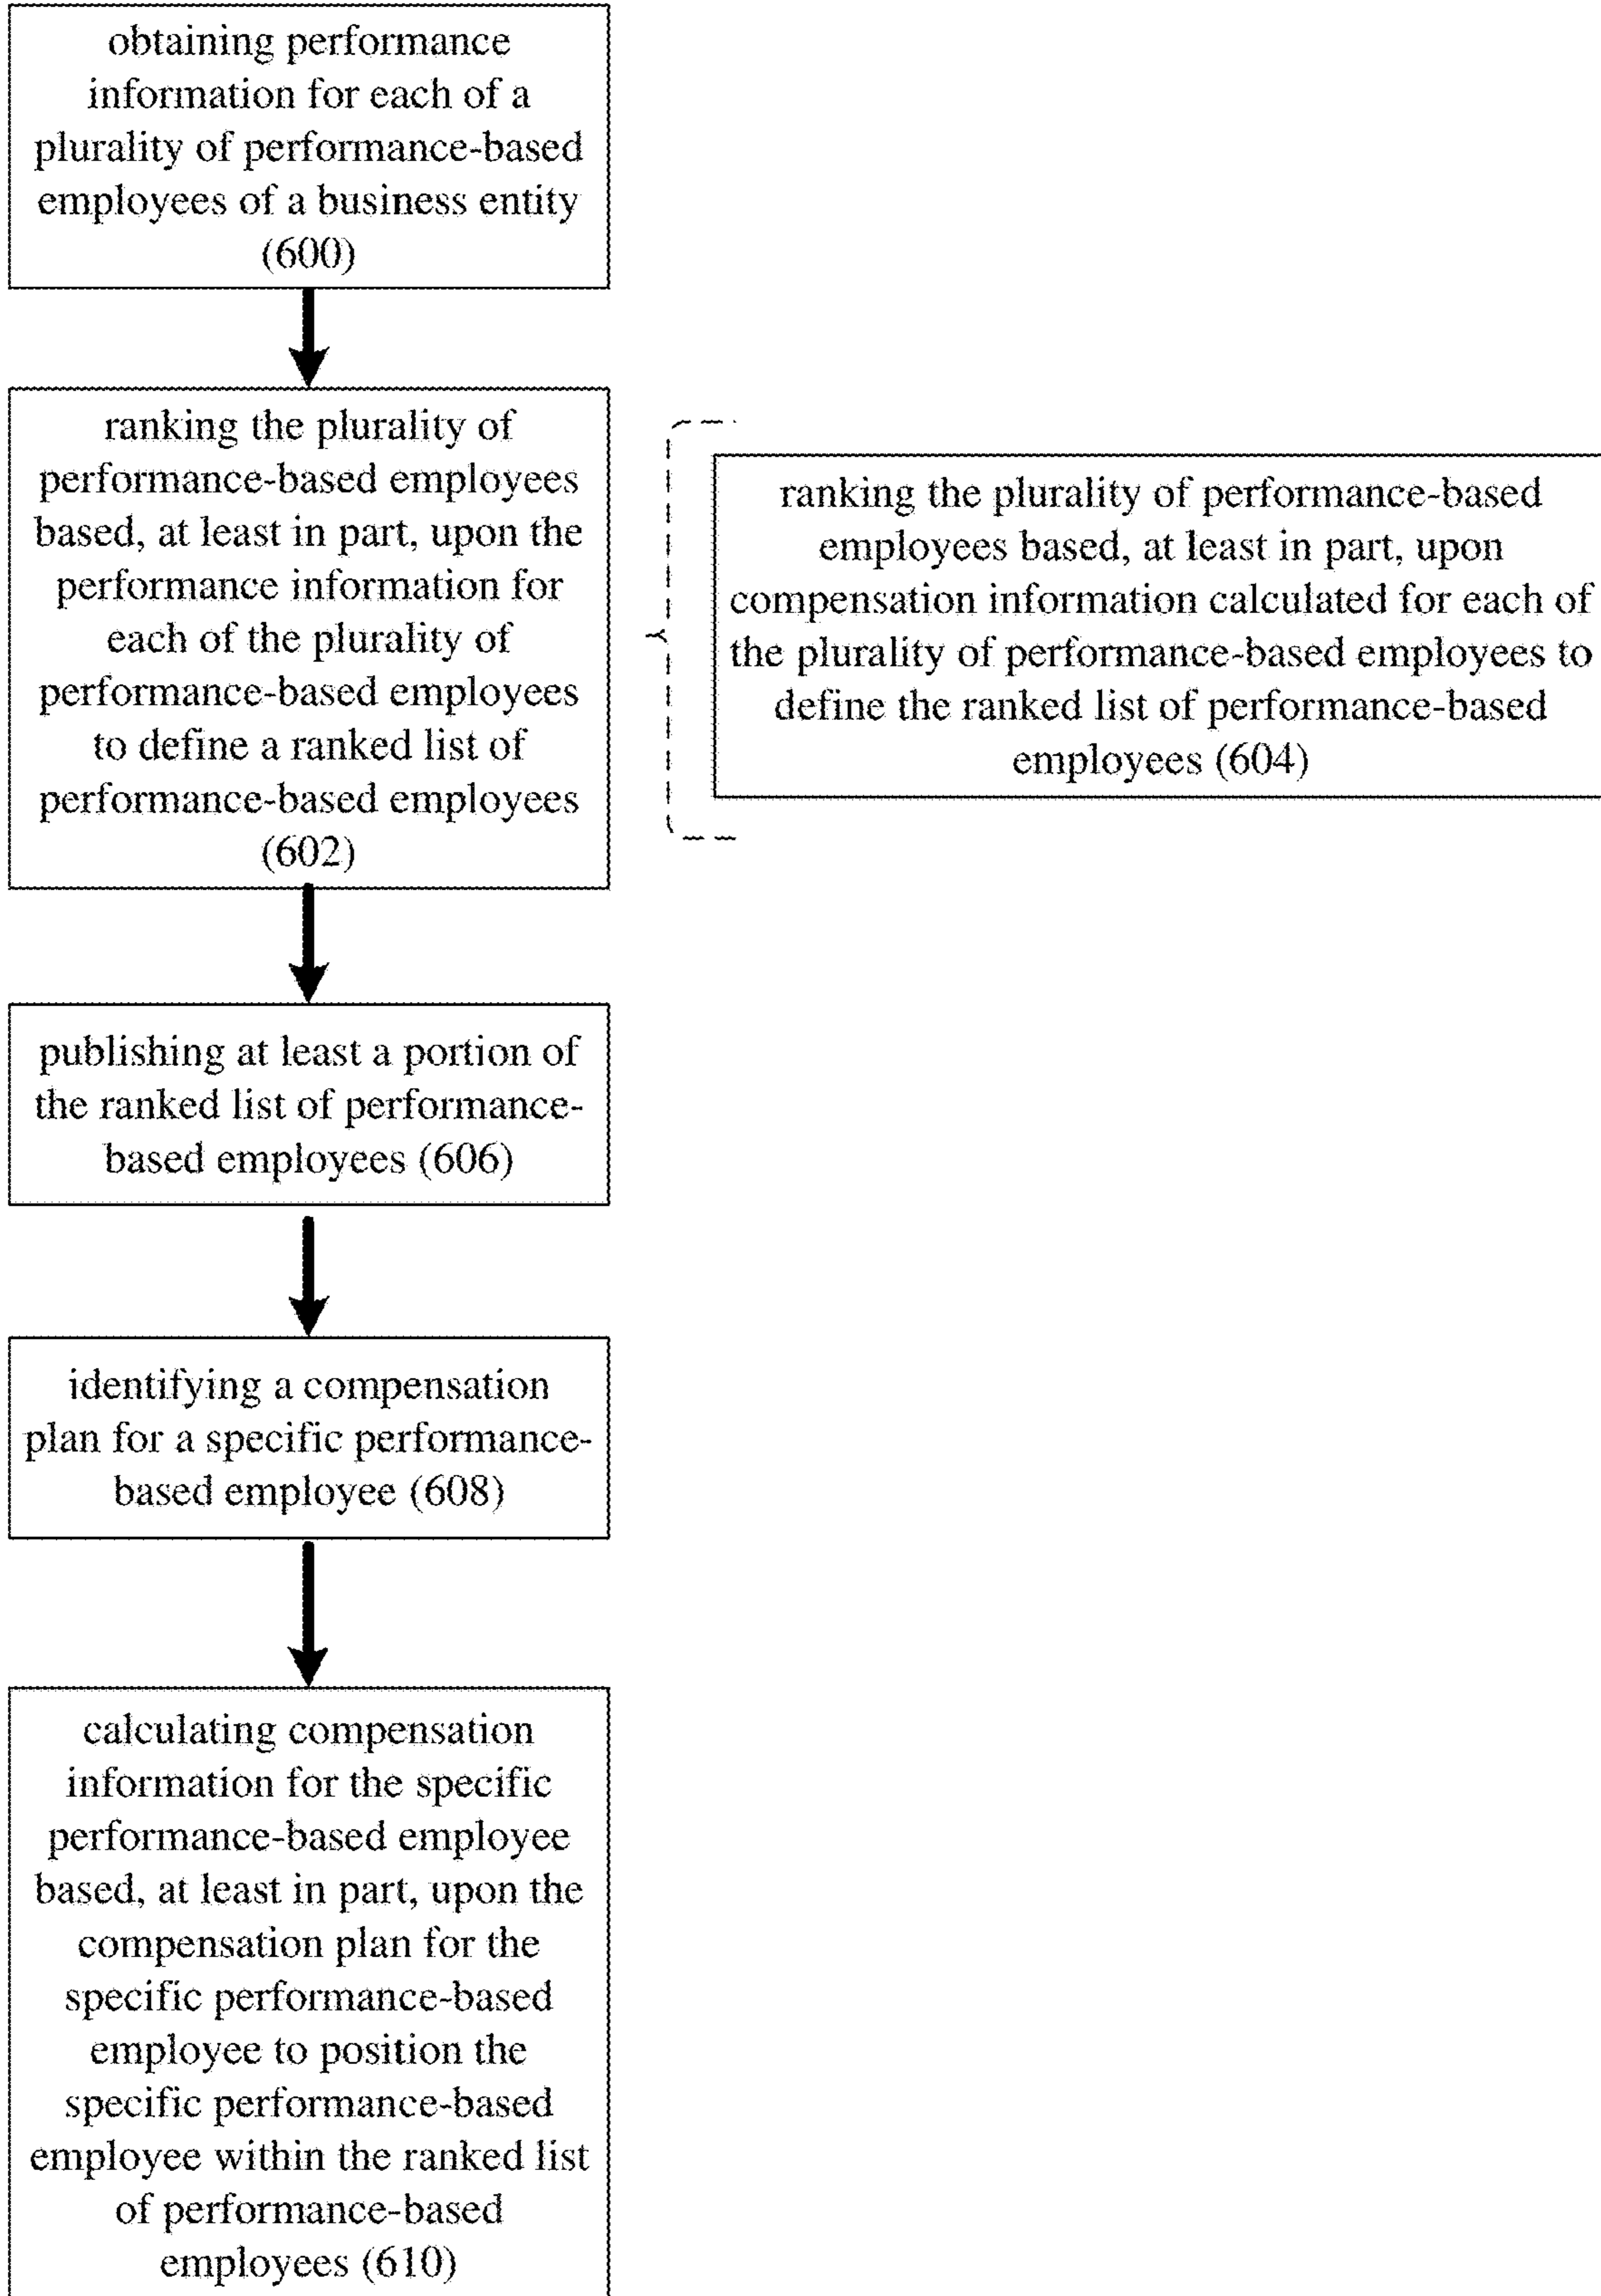 obtaining performance
information for each of a
plurality of performance-based
employees of a business entity
(600)
ranking the plurality of
performance-based employees
based, at least in part, upon the
performance information for
each of the plurality of
performance-based employees
to define a ranked list of
performance-based employees
(602)
ranking the plurality of performance-based
employees based, at least in part, upon
compensation information calculated for each of
the plurality of performance-based employees to
define the ranked list of performance-based
employees (604)
publishing at least a portion of
the ranked list of performance-
based employees (606)
identifying a compensation
plan for a specific performance-
based employee (608)
calculating compensation
information for the specific
performance-based employee
based, at least in part, upon the
compensation plan for the
specific performance-based
employee to position the
specific performance-based
employee within the ranked list
of performance-based
employees (610)